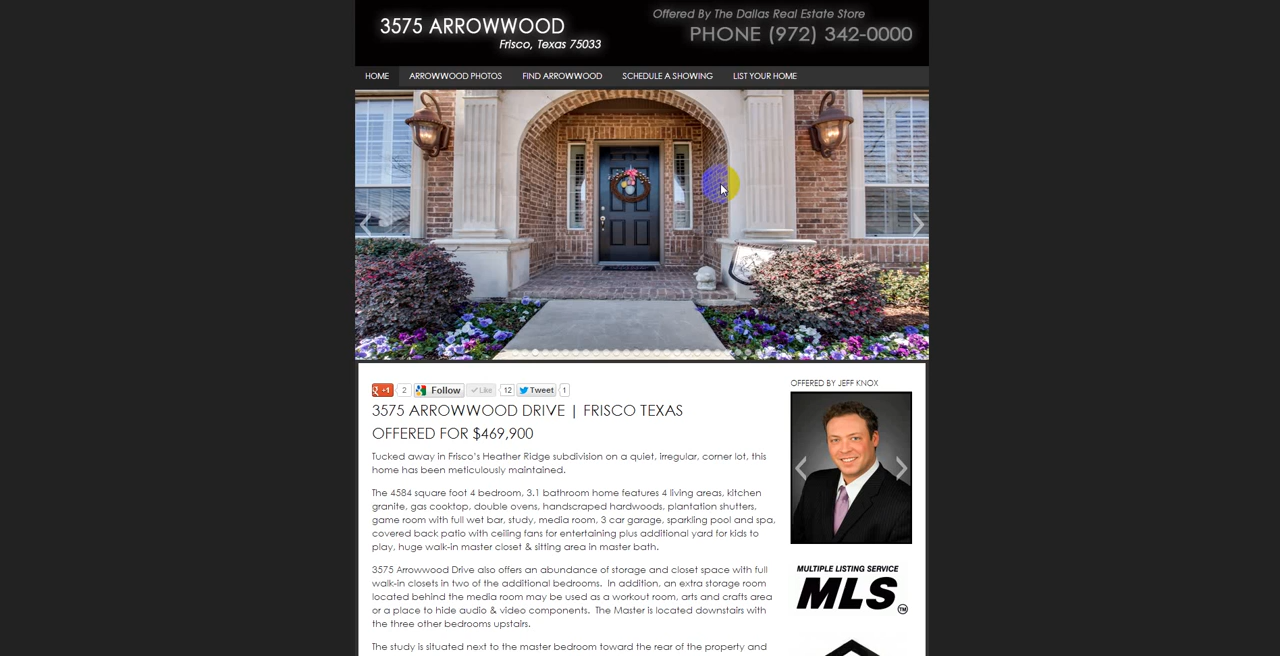 3575 ARROWWOOD
Frisco, Texas 75033
Offered By The Dallas Real Estate Store
PHONE (972) 342-0000
HOME ARROWWOOD PHOTOS FIND ARROWWOOD SCHEDULE A SHOWING LIST YOUR HOME
g +1 2 Follow Like 12 Tweet 1
3575 ARROWWOOD DRIVE | FRISCO TEXAS
OFFERED FOR $469,900
Tucked away in Frisco's Heather Ridge subdivision on a quiet, irregular, corner lot, this
home has been meticulously maintained.
The 4584 square foot 4 bedroom, 3.1 bathroom home features 4 living areas, kitchen
granite, gas cooktop, double ovens, handscraped hardwoods, plantation shutters,
game room with full wet bar, study, media room, 3 car garage, sparkling pool and spa,
covered back patio with ceiling fans for entertaining plus additional yard for kids to
play, huge walk-in master closet & sitting area in master bath.
3575 Arrowwood Drive also offers an abundance of storage and closet space with full
walk-in closets in two of the additional bedrooms. In addition, an extra storage room
located behind the media room may be used as a workout room, arts and crafts area
or a place to hide audio & video components. The Master is located downstairs with
the three other bedrooms upstairs.
The study is situated next to the master bedroom toward the rear of the property and
OFFERED BY JEFF KNOX
MULTIPLE LISTING SERVICE
MLS
TM